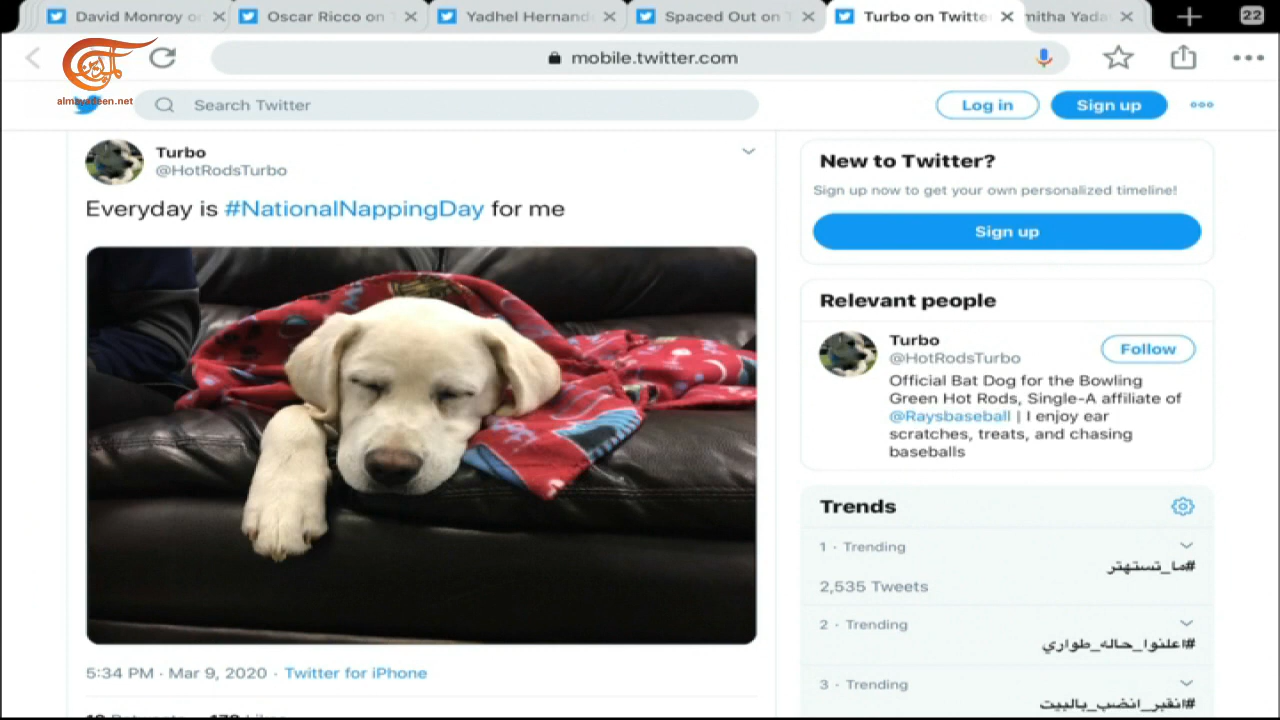 David Monroy on
Oscar Ricco on T
Yadhel Hernand
Spaced Out on T
Turbo on Twitte
mitha Yada
22
mobile.twitter.com
الميادين
almayadeen.net
Search Twitter
Log in
Sign up
Turbo
@HotRodsTurbo
Everyday is #NationalNappingDay for me
5:34 PM · Mar 9, 2020 · Twitter for iPhone
New to Twitter?
Sign up now to get your own personalized timeline!
Sign up
Relevant people
Turbo
@HotRodsTurbo
Follow
Official Bat Dog for the Bowling
Green Hot Rods, Single-A affiliate of
@Raysbaseball | I enjoy ear
scratches, treats, and chasing
baseballs
Trends
1 · Trending
#ما_تستهتر
2,535 Tweets
2 · Trending
#اعلنوا_حاله_طواري
3 · Trending
#انقبر_انضب_بالبيت